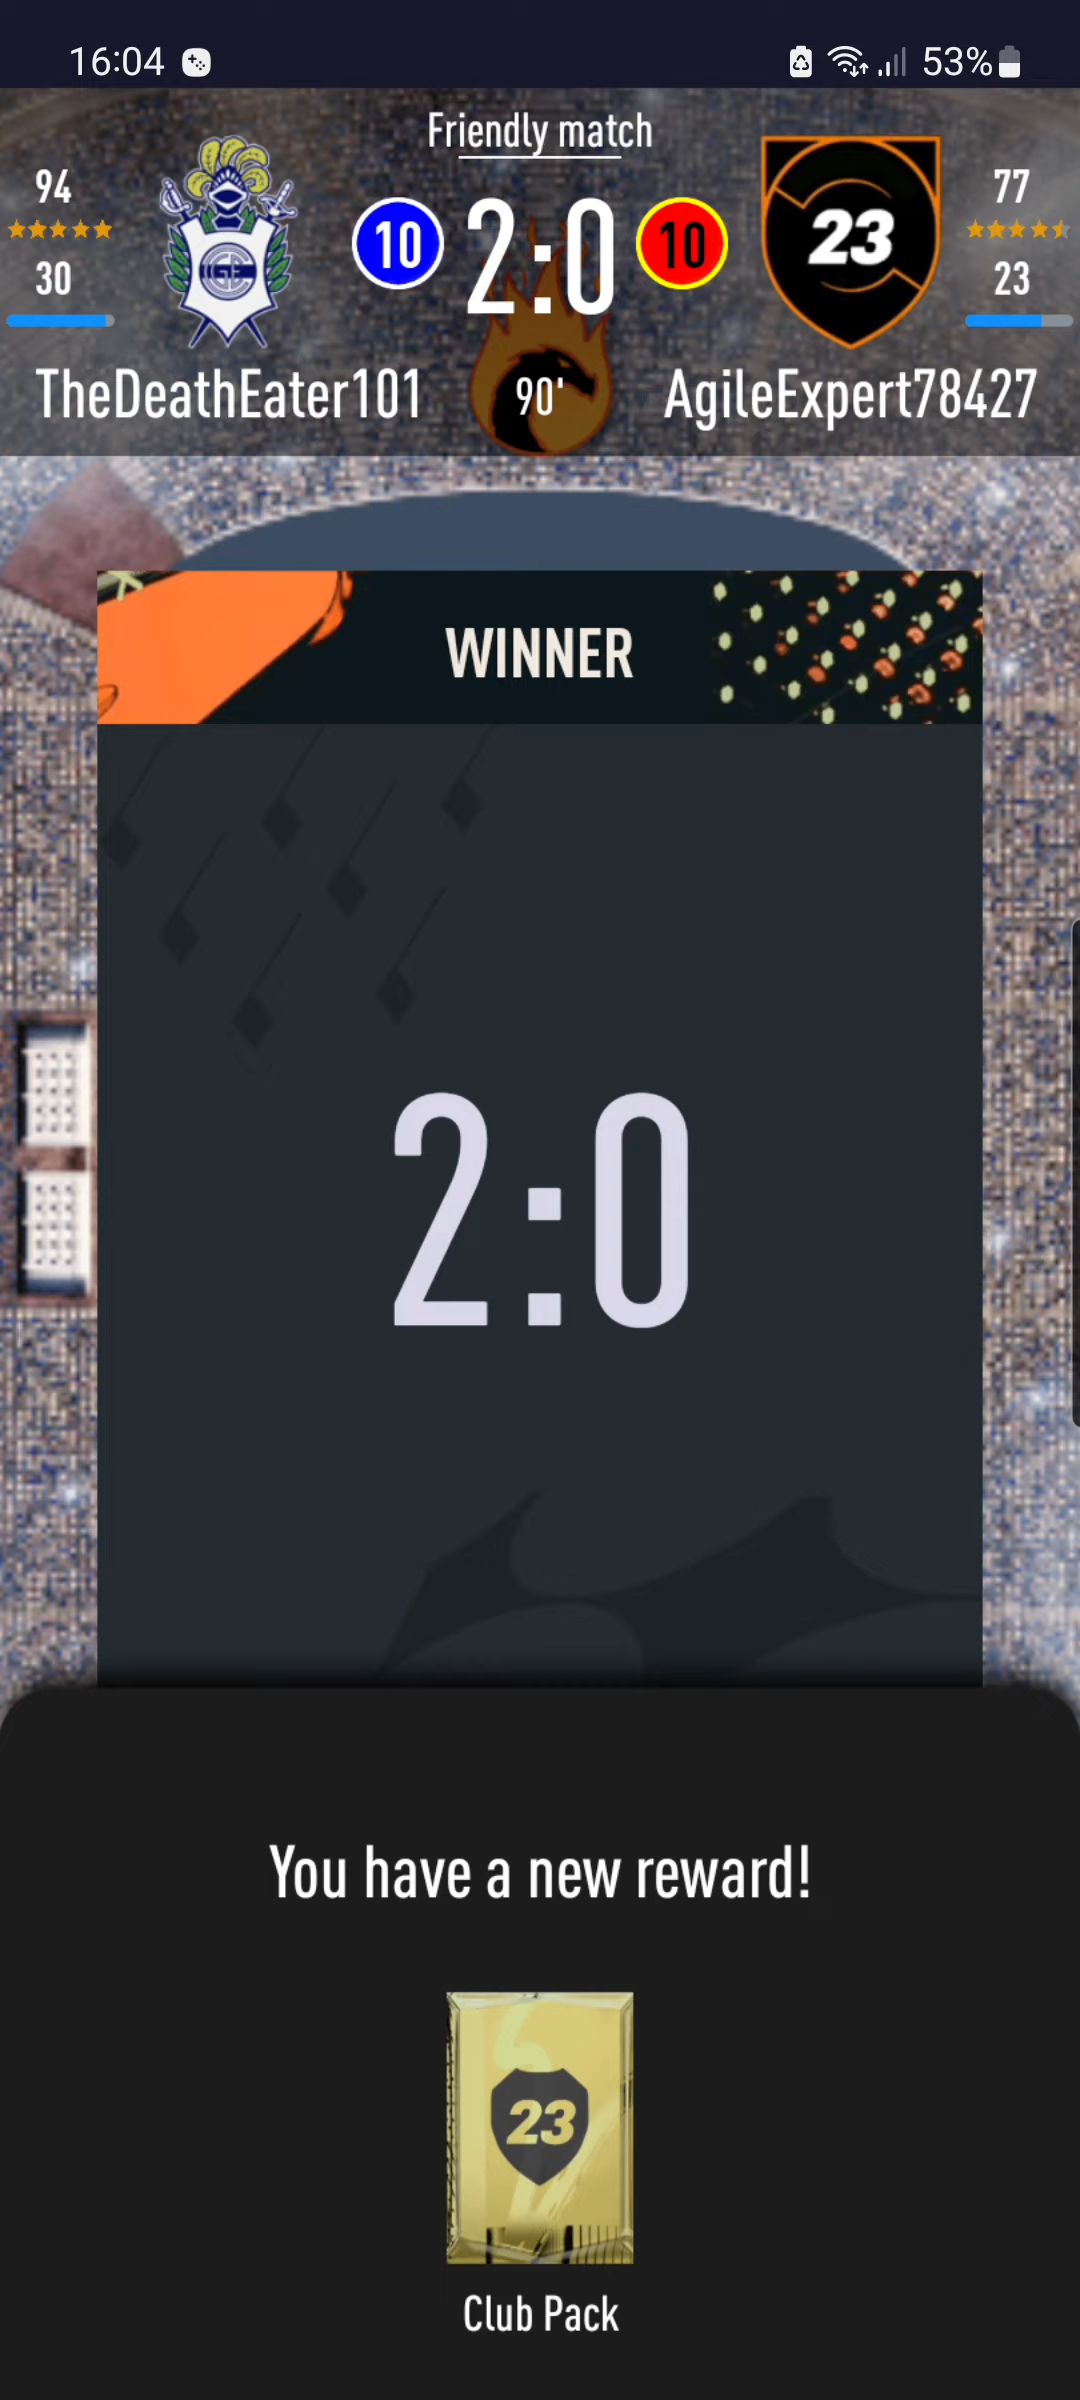 16:04
53%
Friendly match
94
30
10
2:0
10
23
77
23
TheDeathEater101
90'
AgileExpert78427
WINNER
2:0
You have a new reward!
23
Club Pack